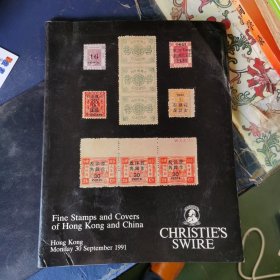 Fine Stamps and Covers
of Hong Kong and China
Hong Kong
Monday 30 September 1991
CHRISTIE'S
SWIRE